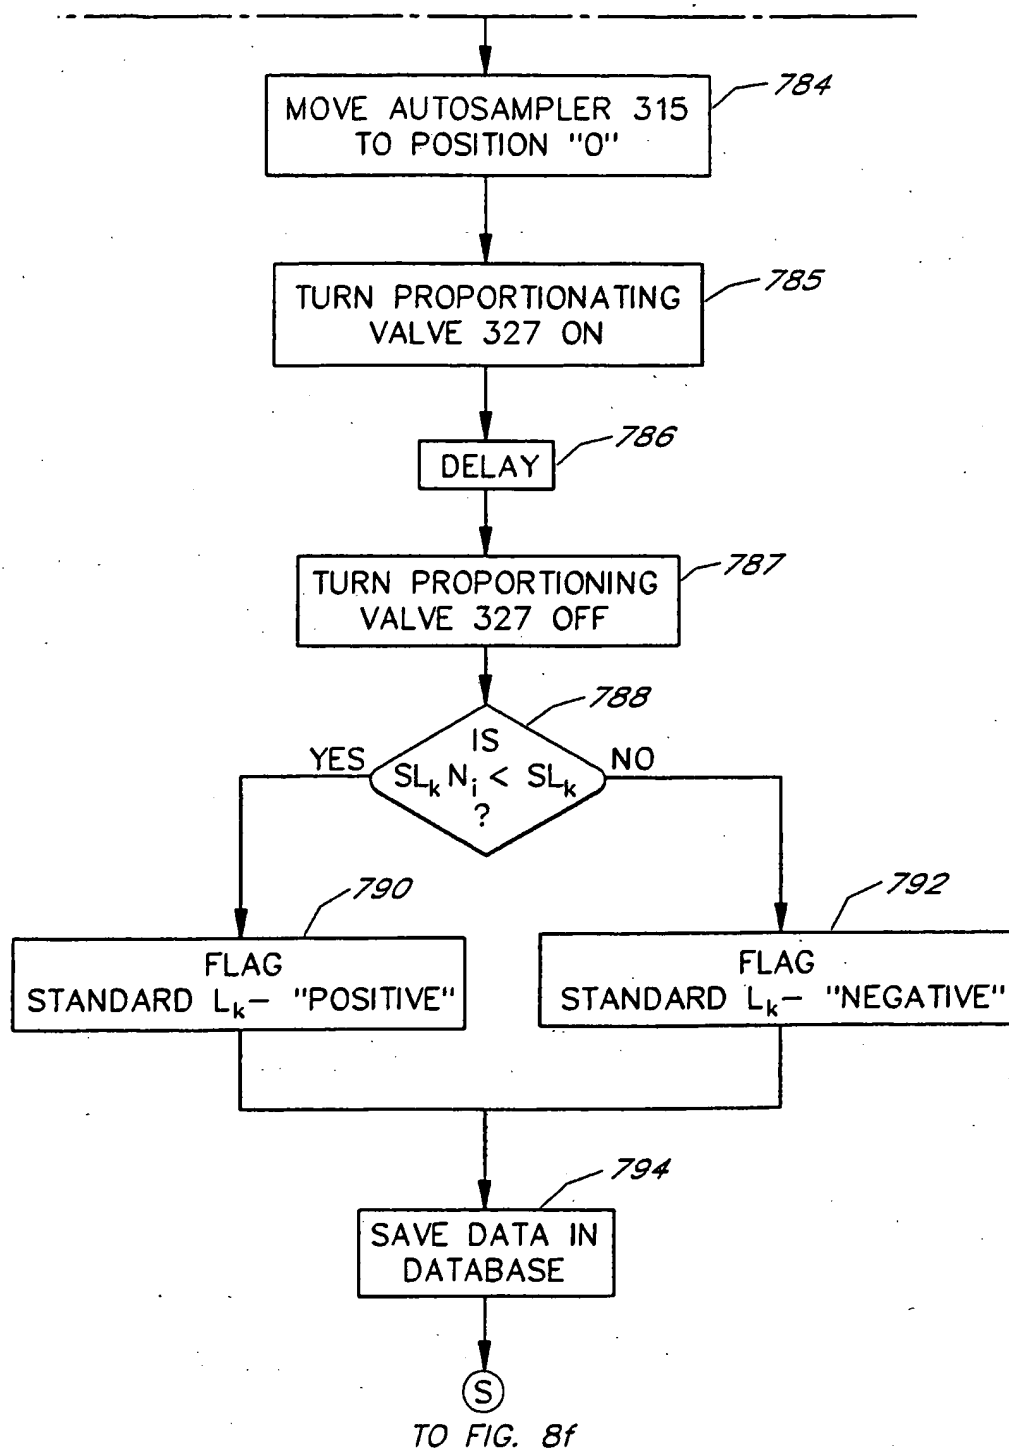 784
MOVE AUTOSAMPLER 315
TO POSITION "0"
785
TURN PROPORTIONATING
VALVE 327 ON
786
DELAY
787
TURN PROPORTIONING
VALVE 327 OFF
788
YES
IS
NO
SLk Ni < SLk
?
790
FLAG
STANDARD Lk– "POSITIVE"
792
FLAG
STANDARD Lk– "NEGATIVE"
794
SAVE DATA IN
DATABASE
S
TO FIG. 8f